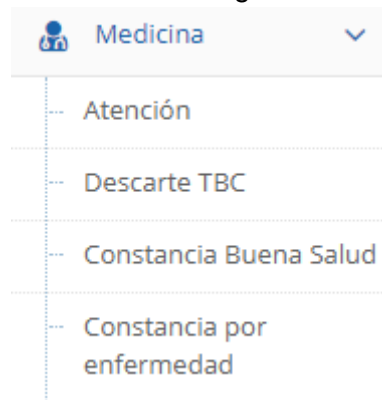 Medicina
Atención
Descarte TBC
Constancia Buena Salud
Constancia por
enfermedad